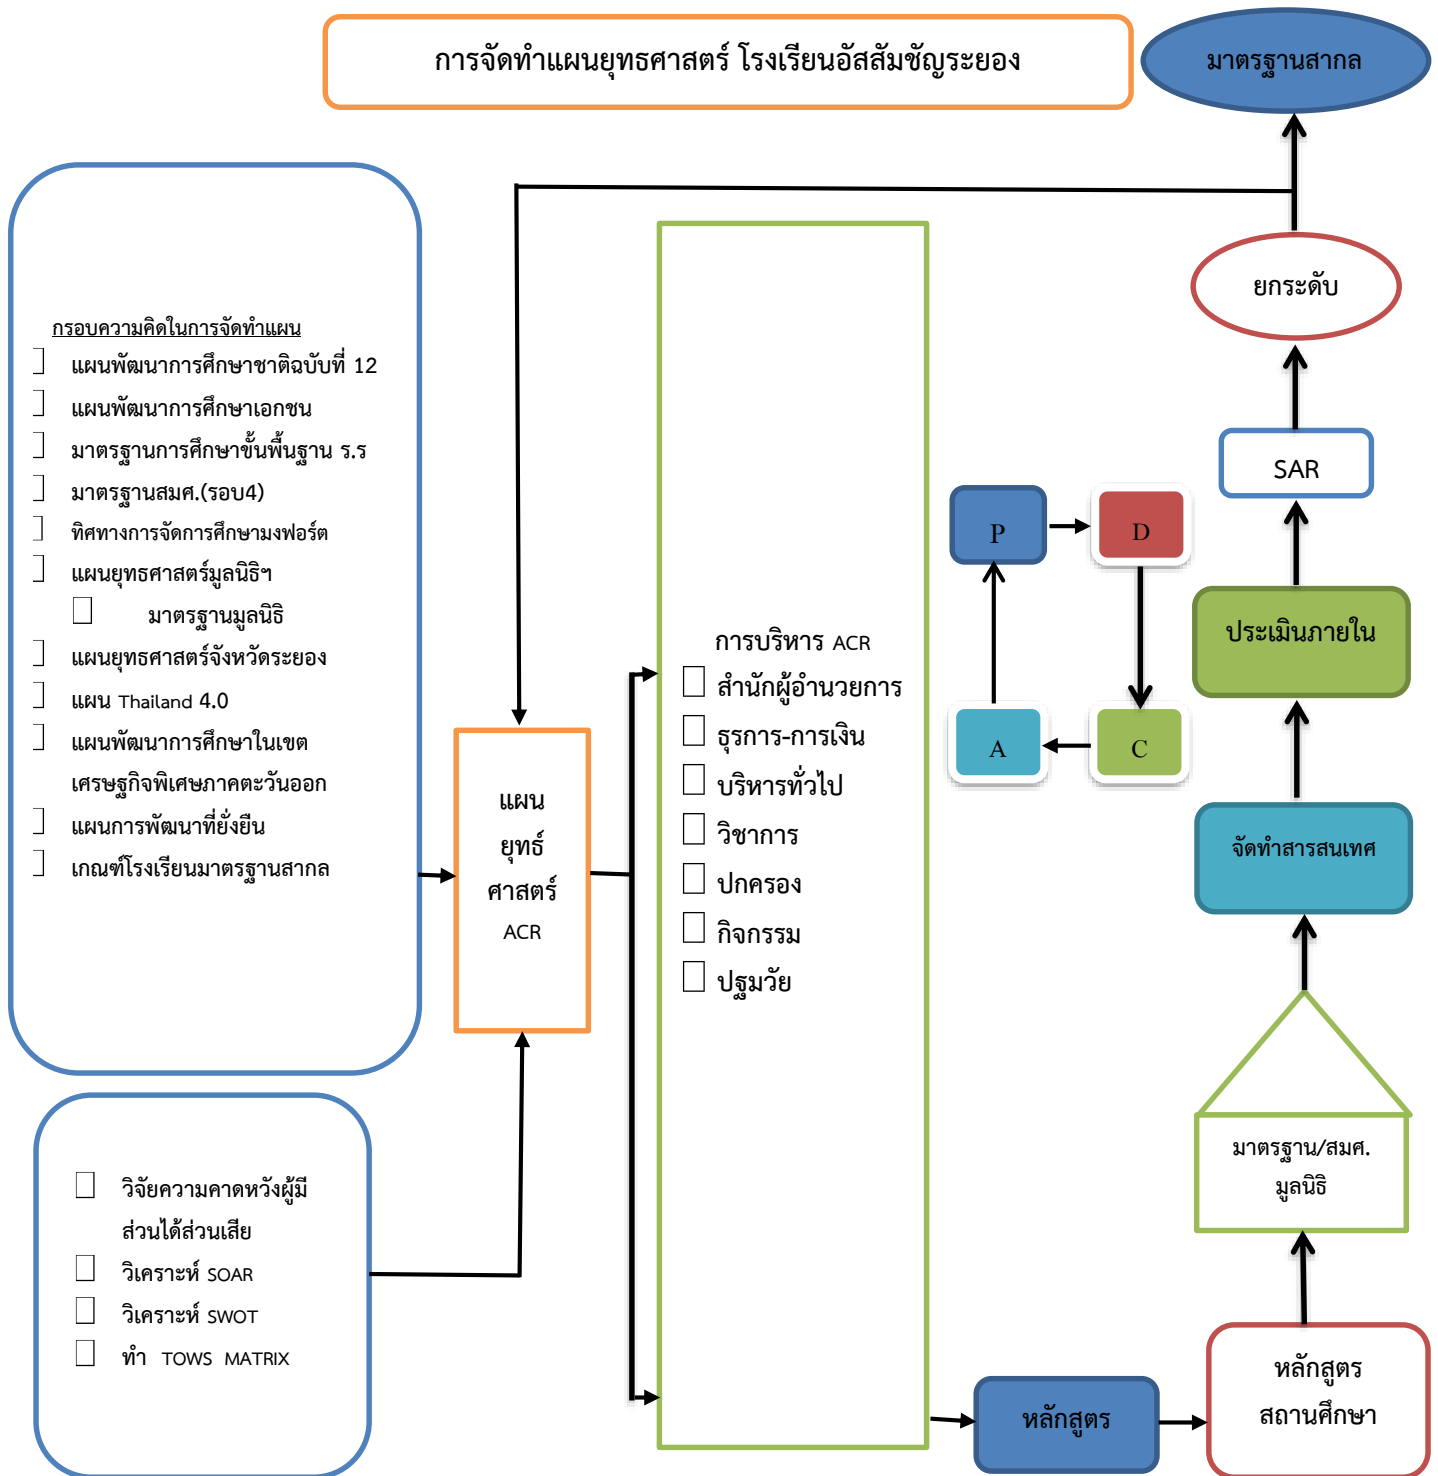 การจัดทำแผนยุทธศาสตร์ โรงเรียนอัสสัมชัญระยอง
มาตรฐานสากล
ยกระดับ
กรอบความคิดในการจัดทำแผน
แผนพัฒนาการศึกษาชาติฉบับที่ 12
แผนพัฒนาการศึกษาเอกชน
มาตรฐานการศึกษาขั้นพื้นฐาน ร.ร
มาตรฐานสมศ.(รอบ4)
ทิศทางการจัดการศึกษามงฟอร์ต
แผนยุทธศาสตร์มูลนิธิฯ
มาตรฐานมูลนิธิ
แผนยุทธศาสตร์จังหวัดระยอง
แผน Thailand 4.0
แผนพัฒนาการศึกษาในเขต
เศรษฐกิจพิเศษภาคตะวันออก
แผนการพัฒนาที่ยั่งยืน
เกณฑ์โรงเรียนมาตรฐานสากล
วิจัยความคาดหวังผู้มี
ส่วนได้ส่วนเสีย
วิเคราะห์ SOAR
วิเคราะห์ SWOT
ทำ TOWS MATRIX
แผน
ยุทธ์
ศาสตร์
ACR
การบริหาร ACR
สำนักผู้อำนวยการ
ธุรการ-การเงิน
บริหารทั่วไป
วิชาการ
ปกครอง
กิจกรรม
ปฐมวัย
P
D
A
C
SAR
ประเมินภายใน
จัดทำสารสนเทศ
มาตรฐาน/สมศ.
มูลนิธิ
หลักสูตร
หลักสูตร
สถานศึกษา